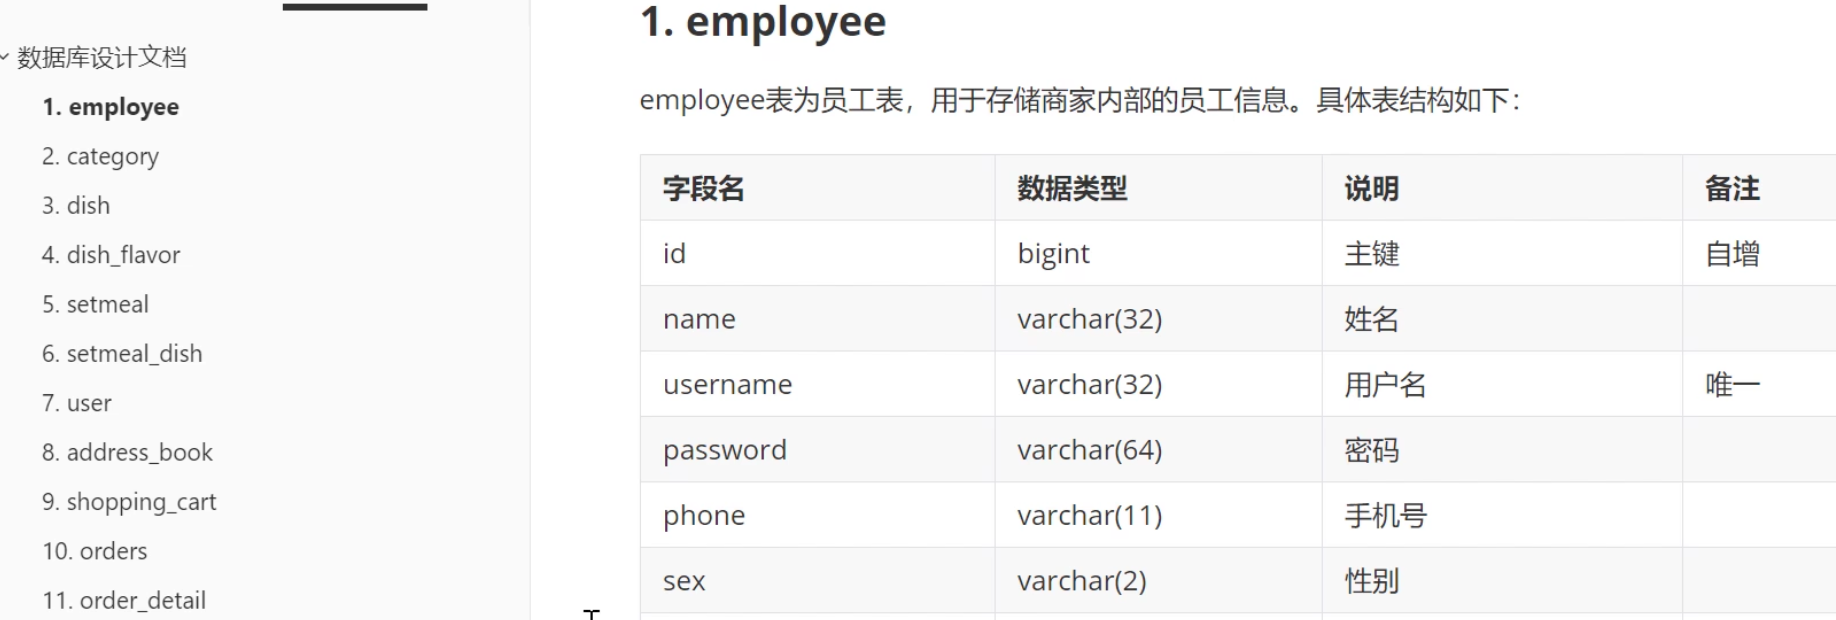 数据库设计文档
1. employee
2. category
3. dish
4. dish_flavor
5. setmeal
6. setmeal_dish
7. user
8. address_book
9. shopping_cart
10. orders
11. order_detail
1. employee
employee表为员工表，用于存储商家内部的员工信息。具体表结构如下：
字段名 数据类型 说明 备注
id bigint 主键 自增
name varchar(32) 姓名
username varchar(32) 用户名 唯一
password varchar(64) 密码
phone varchar(11) 手机号
sex varchar(2) 性别